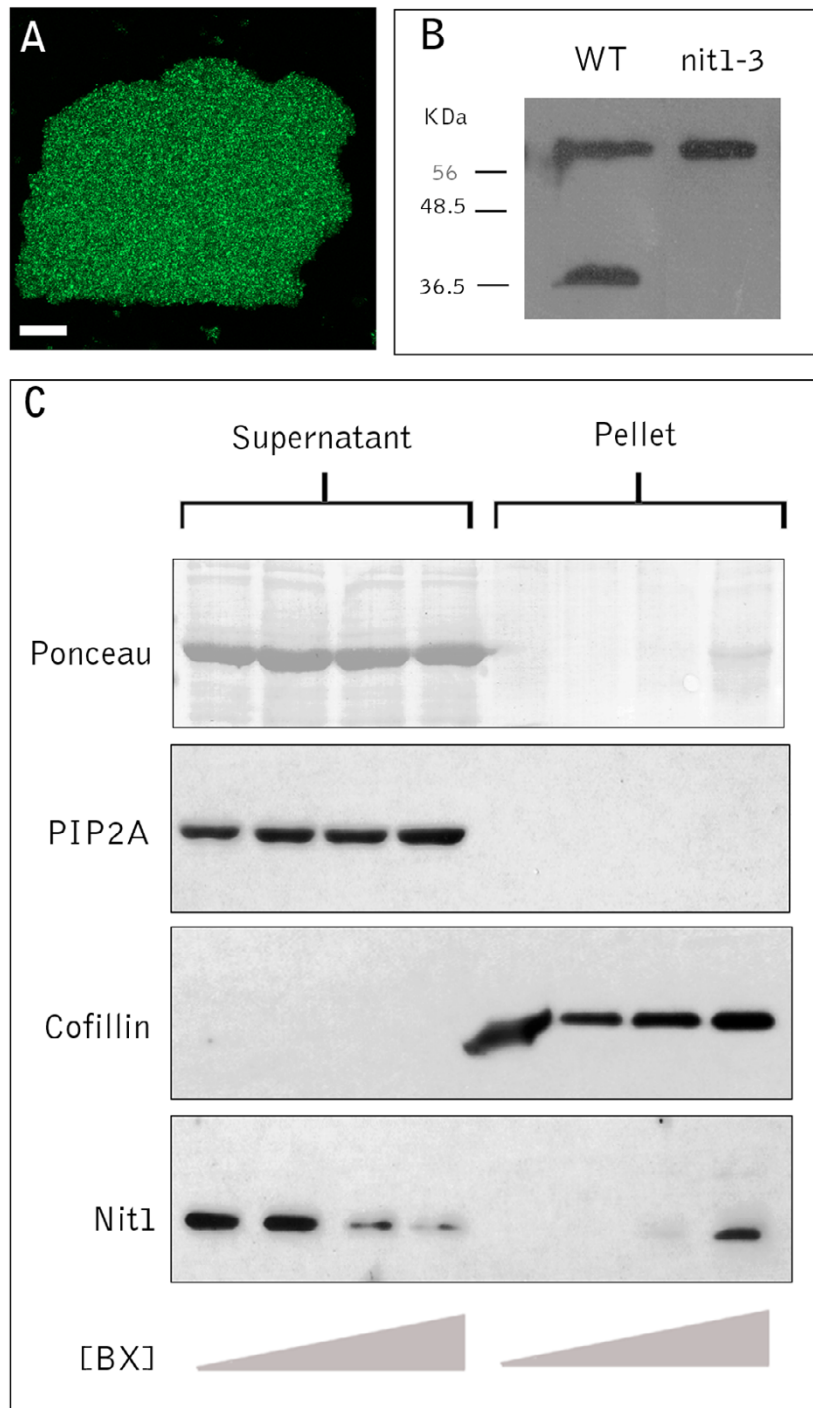 A
B
WT nit1-3
KDa
56
48.5
36.5
C
Supernatant Pellet
Ponceau
PIP2A
Cofillin
Nit1
[BX]